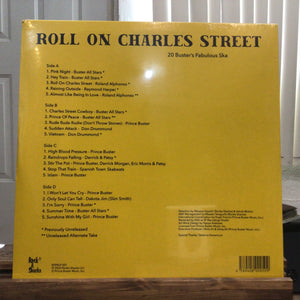 ROLL ON CHARLES STREET
20 Buster's Fabulous Ska
Side A
1. Pink Night - Buster All Stars *
2. Hey Train - Buster All Stars *
3. Roll On Charles Street - Roland Alphonso *
4. Raining Outside - Raymond Harper *
5. Almost Like Being In Love - Roland Alphonso **
Side B
1. Charles Street Cowboy - Buster All Stars *
2. Prince Of Peace - Buster All Stars **
3. Rude Rude Rudie (Don't Throw Stones) - Prince Buster
4. Sudden Attack - Don Drummond
5. Vietnam - Don Drummond
Side C
1. High Blood Pressure - Prince Buster
2. Raindrops Falling - Derrick & Patsy *
3. Stir The Pot - Prince Buster, Derrick Morgan, Eric Morris & Patsy
4. Stop That Train - Spanish Town Skabeats
5. Islam - Prince Buster
Side D
1. I Won't Let You Cry - Prince Buster
2. Only Soul Can Tell - Dakota Jim (Slim Smith)
3. I'm Sorry - Prince Buster *
4. Summer Time - Buster All Stars *
5. Sunshine With My Girl - Prince Buster
* Previously Unreleased
** Unreleased Alternate Take
Rock A Shacka